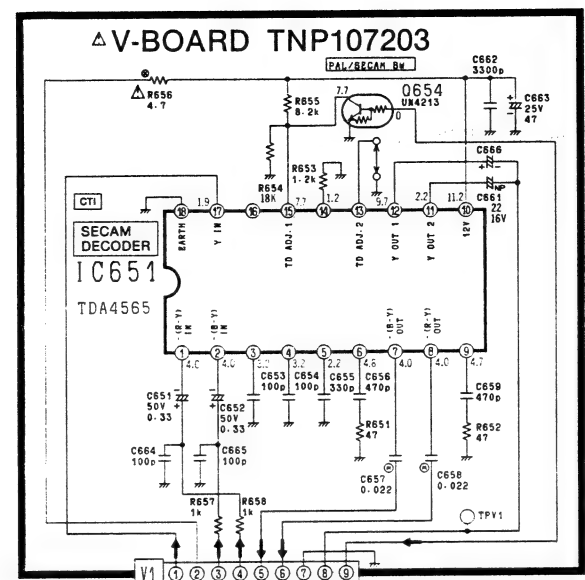 ⚠V-BOARD TNP107203
PAL/SECAM BW
C662
3300p
R656
4.7
R655
8.2k
7.7
Q654
UN4213
0
C663
25V
47
R654
18K
R653
1.2k
C666
C661
22
16V
NP
CTI
1.9
7.7
1.2
9.7
2.2
11.2
18 17 16 15 14 13 12 11 10
EARTH
Y IN
TD ADJ.1
TD ADJ.2
Y OUT 1
Y OUT 2
12V
SECAM
DECODER
IC651
TDA4565
-(R-Y)
IN
-(B-Y)
IN
-(B-Y)
OUT
-(R-Y)
OUT
1 2 3 4 5 6 7 8 9
4.0
4.0
3.2
3.2
2.2
4.8
4.0
4.0
4.7
C651
50V
0.33
C652
50V
0.33
C653
100p
C654
100p
C655
330p
C656
470p
C659
470p
R651
47
R652
47
C664
100p
C665
100p
C657
0.022
C658
0.022
R657
1k
R658
1k
TPV1
V1 1 2 3 4 5 6 7 8 9